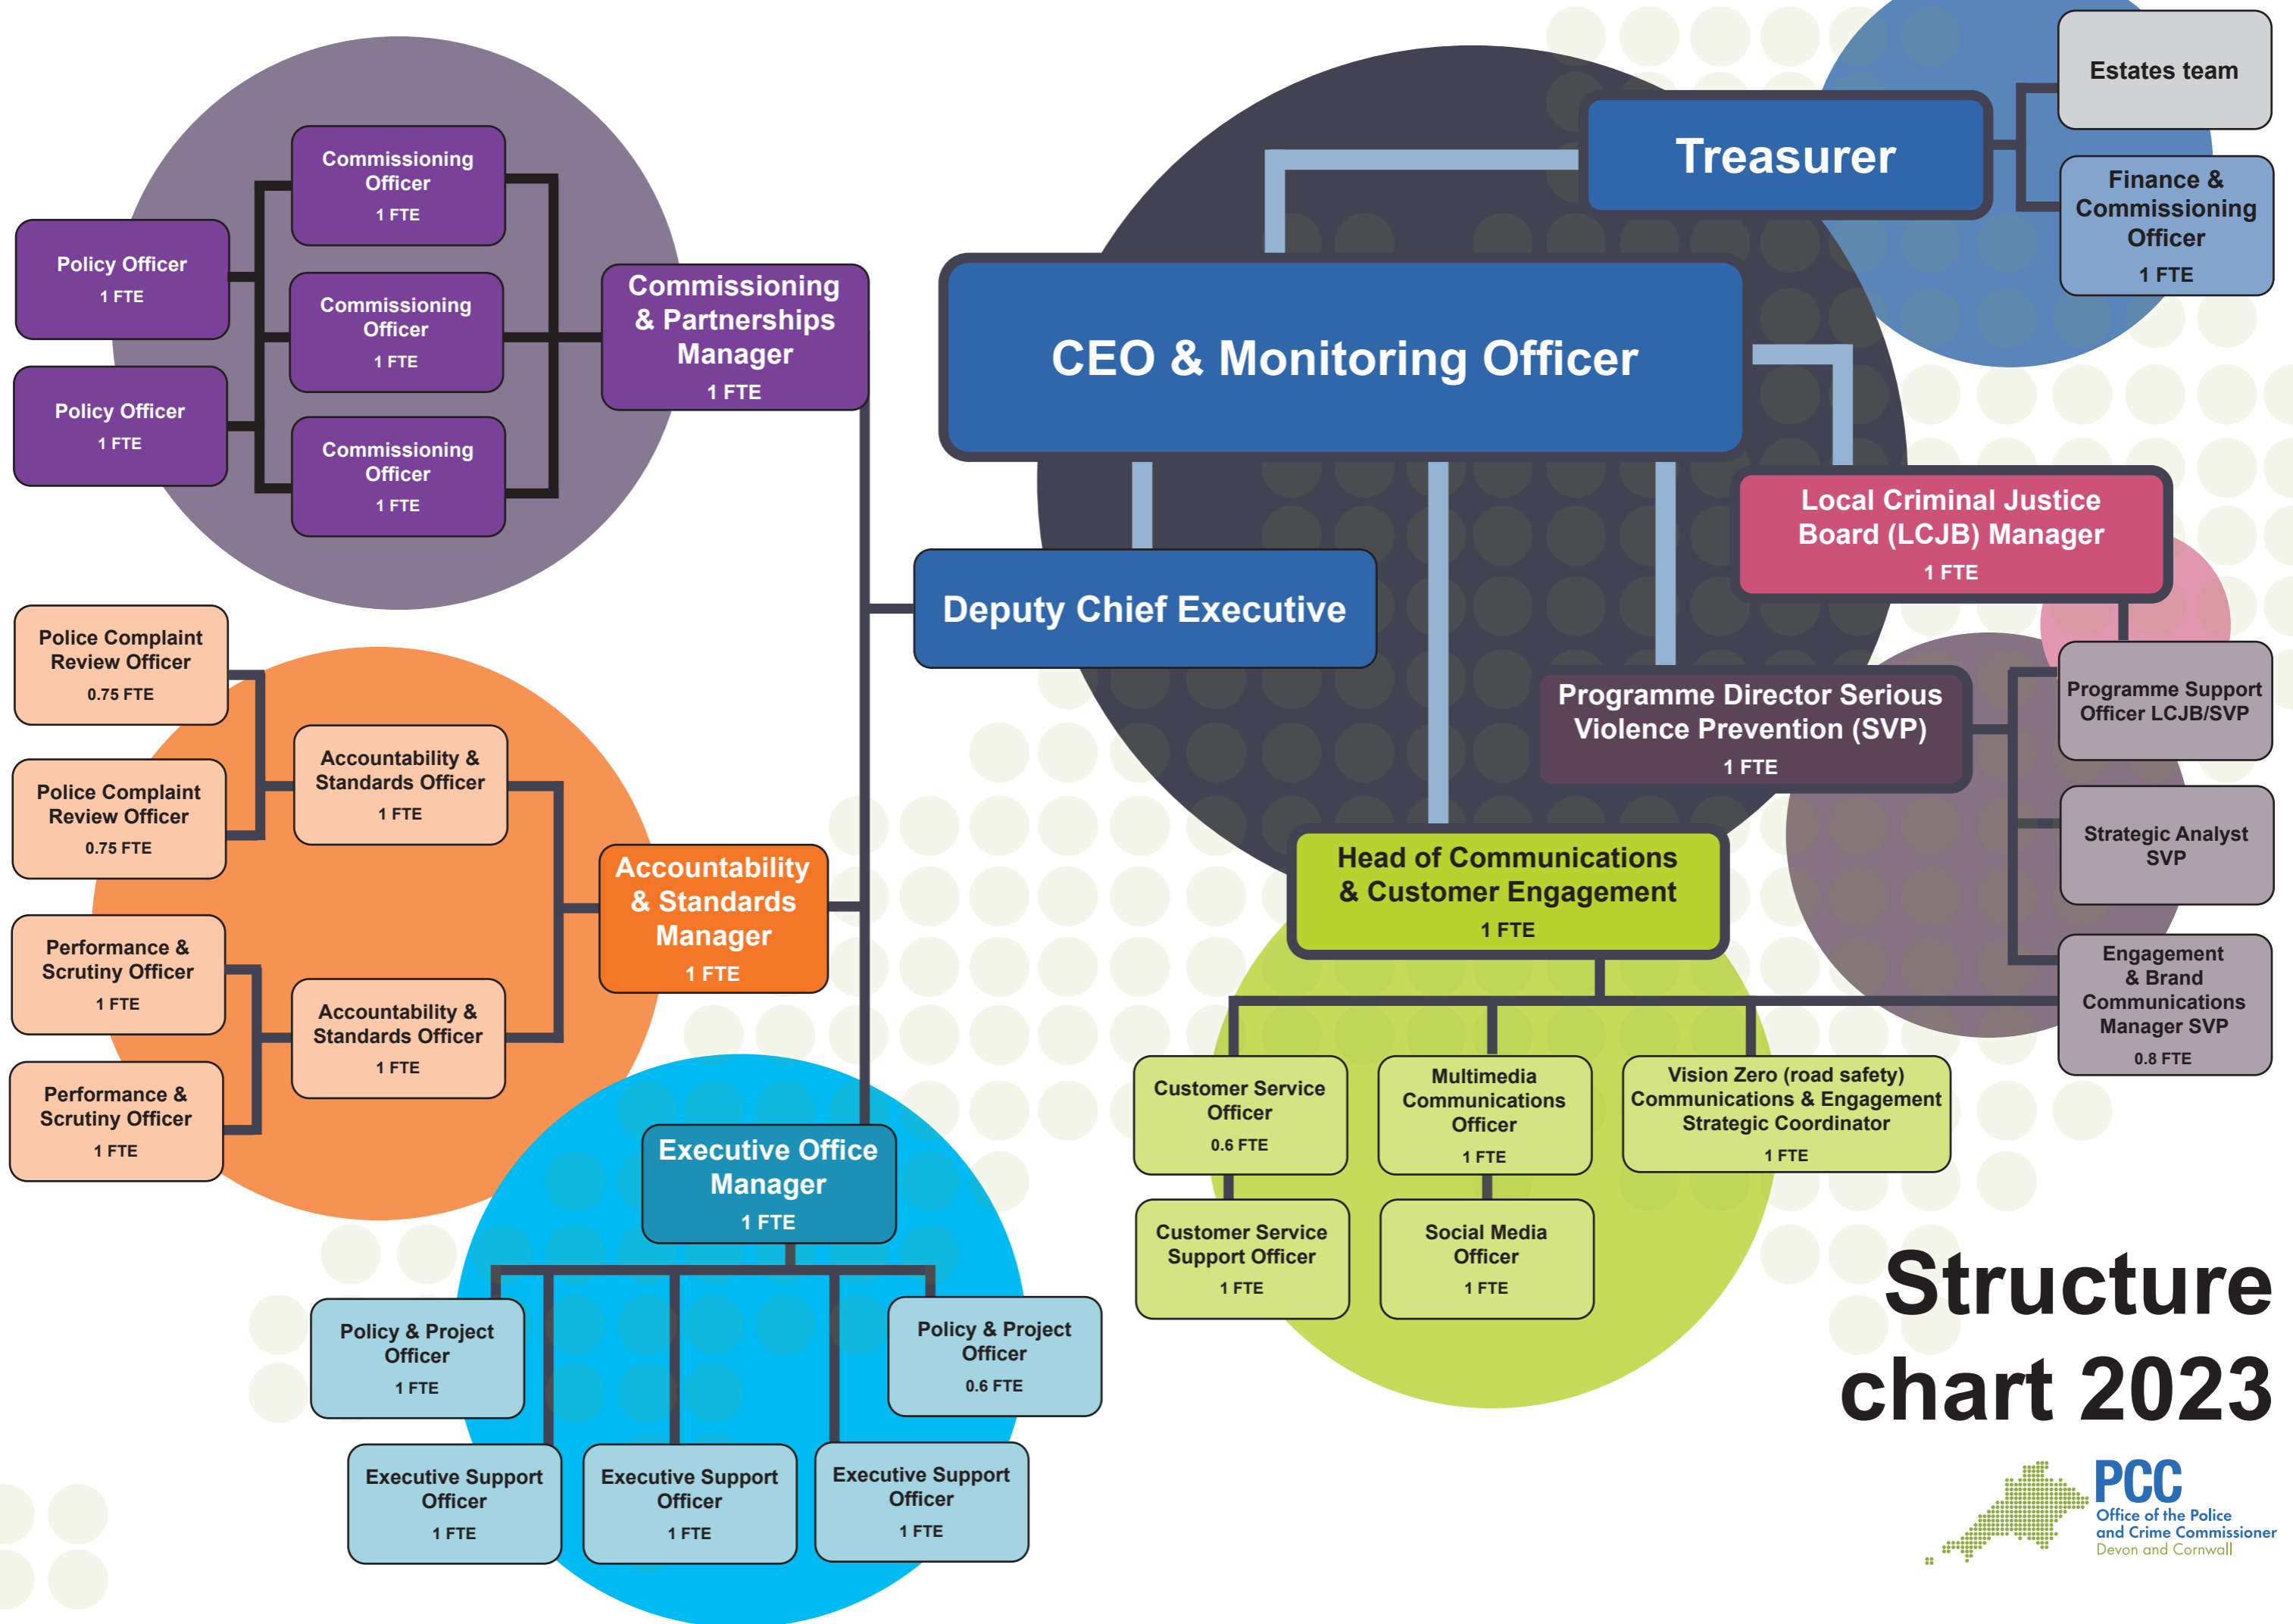 Estates team
Treasurer
Finance &
Commissioning
Officer
1 FTE
CEO & Monitoring Officer
Commissioning
Officer
1 FTE
Commissioning
Officer
1 FTE
Commissioning
Officer
1 FTE
Policy Officer
1 FTE
Policy Officer
1 FTE
Commissioning
& Partnerships
Manager
1 FTE
Local Criminal Justice
Board (LCJB) Manager
1 FTE
Deputy Chief Executive
Programme Director Serious
Violence Prevention (SVP)
1 FTE
Programme Support
Officer LCJB/SVP
Strategic Analyst
SVP
Engagement
& Brand
Communications
Manager SVP
0.8 FTE
Police Complaint
Review Officer
0.75 FTE
Police Complaint
Review Officer
0.75 FTE
Accountability &
Standards Officer
1 FTE
Performance &
Scrutiny Officer
1 FTE
Performance &
Scrutiny Officer
1 FTE
Accountability &
Standards Officer
1 FTE
Accountability
& Standards
Manager
1 FTE
Head of Communications
& Customer Engagement
1 FTE
Customer Service
Officer
0.6 FTE
Multimedia
Communications
Officer
1 FTE
Vision Zero (road safety)
Communications & Engagement
Strategic Coordinator
1 FTE
Customer Service
Support Officer
1 FTE
Social Media
Officer
1 FTE
Executive Office
Manager
1 FTE
Policy & Project
Officer
1 FTE
Policy & Project
Officer
0.6 FTE
Executive Support
Officer
1 FTE
Executive Support
Officer
1 FTE
Executive Support
Officer
1 FTE
Structure
chart 2023
PCC
Office of the Police
and Crime Commissioner
Devon and Cornwall